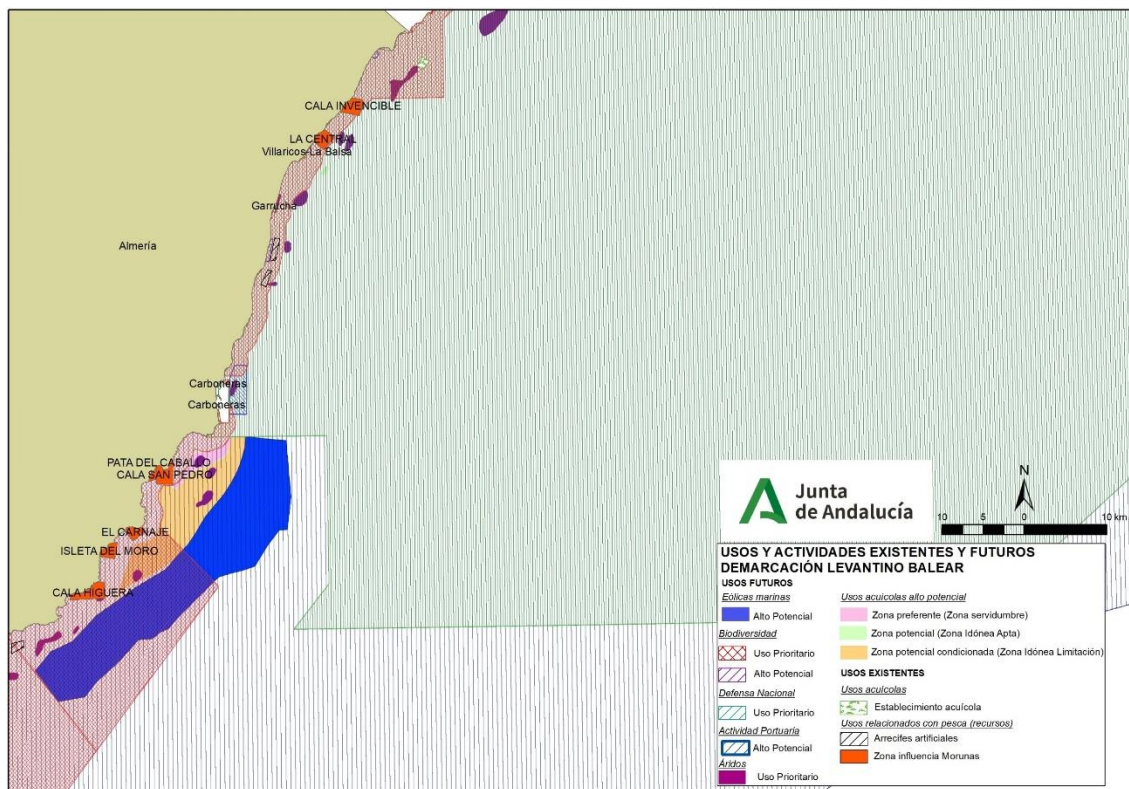 CALA INVENCIBLE
LA CENTRAL
Villaricos-La Balsa
Garrucha
Almería
Carboneras
Carboneras
PATA DEL CABALLO
CALA SAN PEDRO
EL CARNAJE
ISLETA DEL MORO
CALA HIGUERA
Junta
de Andalucía
N
10 5 0 10 km
USOS Y ACTIVIDADES EXISTENTES Y FUTUROS
DEMARCACIÓN LEVANTINO BALEAR
USOS FUTUROS
Eólicas marinas
Alto Potencial
Biodiversidad
Uso Prioritario
Alto Potencial
Defensa Nacional
Uso Prioritario
Actividad Portuaria
Alto Potencial
Áridos
Uso Prioritario
Usos acuícolas alto potencial
Zona preferente (Zona servidumbre)
Zona potencial (Zona Idónea Apta)
Zona potencial condicionada (Zona Idónea Limitación)
USOS EXISTENTES
Usos acuícolas
Establecimiento acuícola
Usos relacionados con pesca (recursos)
Arrecifes artificiales
Zona influencia Morunas